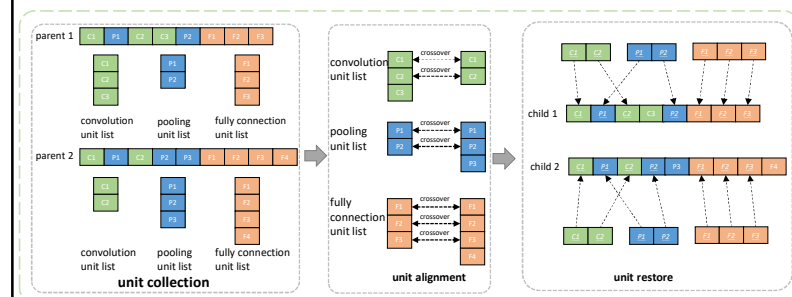 parent 1 C1 P1 C2 C3 P2 F1 F2 F3
C1 P1 F1
C2 P2 F2
C3 F3
convolution unit list
pooling unit list
fully connection unit list
parent 2 C1 P1 C2 P2 P3 F1 F2 F3 F4
C1 P1 F1
C2 P2 F2
P3 F3
F4
convolution unit list
pooling unit list
fully connection unit list
unit collection
convolution unit list
C1 crossover C1
C2 crossover C2
C3
pooling unit list
P1 crossover P1
P2 crossover P2
P3
fully connection unit list
F1 crossover F1
F2 crossover F2
F3 crossover F3
F4
unit alignment
C1 C2 P1 P2 F1 F2 F3
child 1
C1 P1 C2 C3 P2 F1 F2 F3
child 2
C1 P1 C2 P2 P3 F1 F2 F3 F4
C1 C2 P1 P2 F1 F2 F3
unit restore